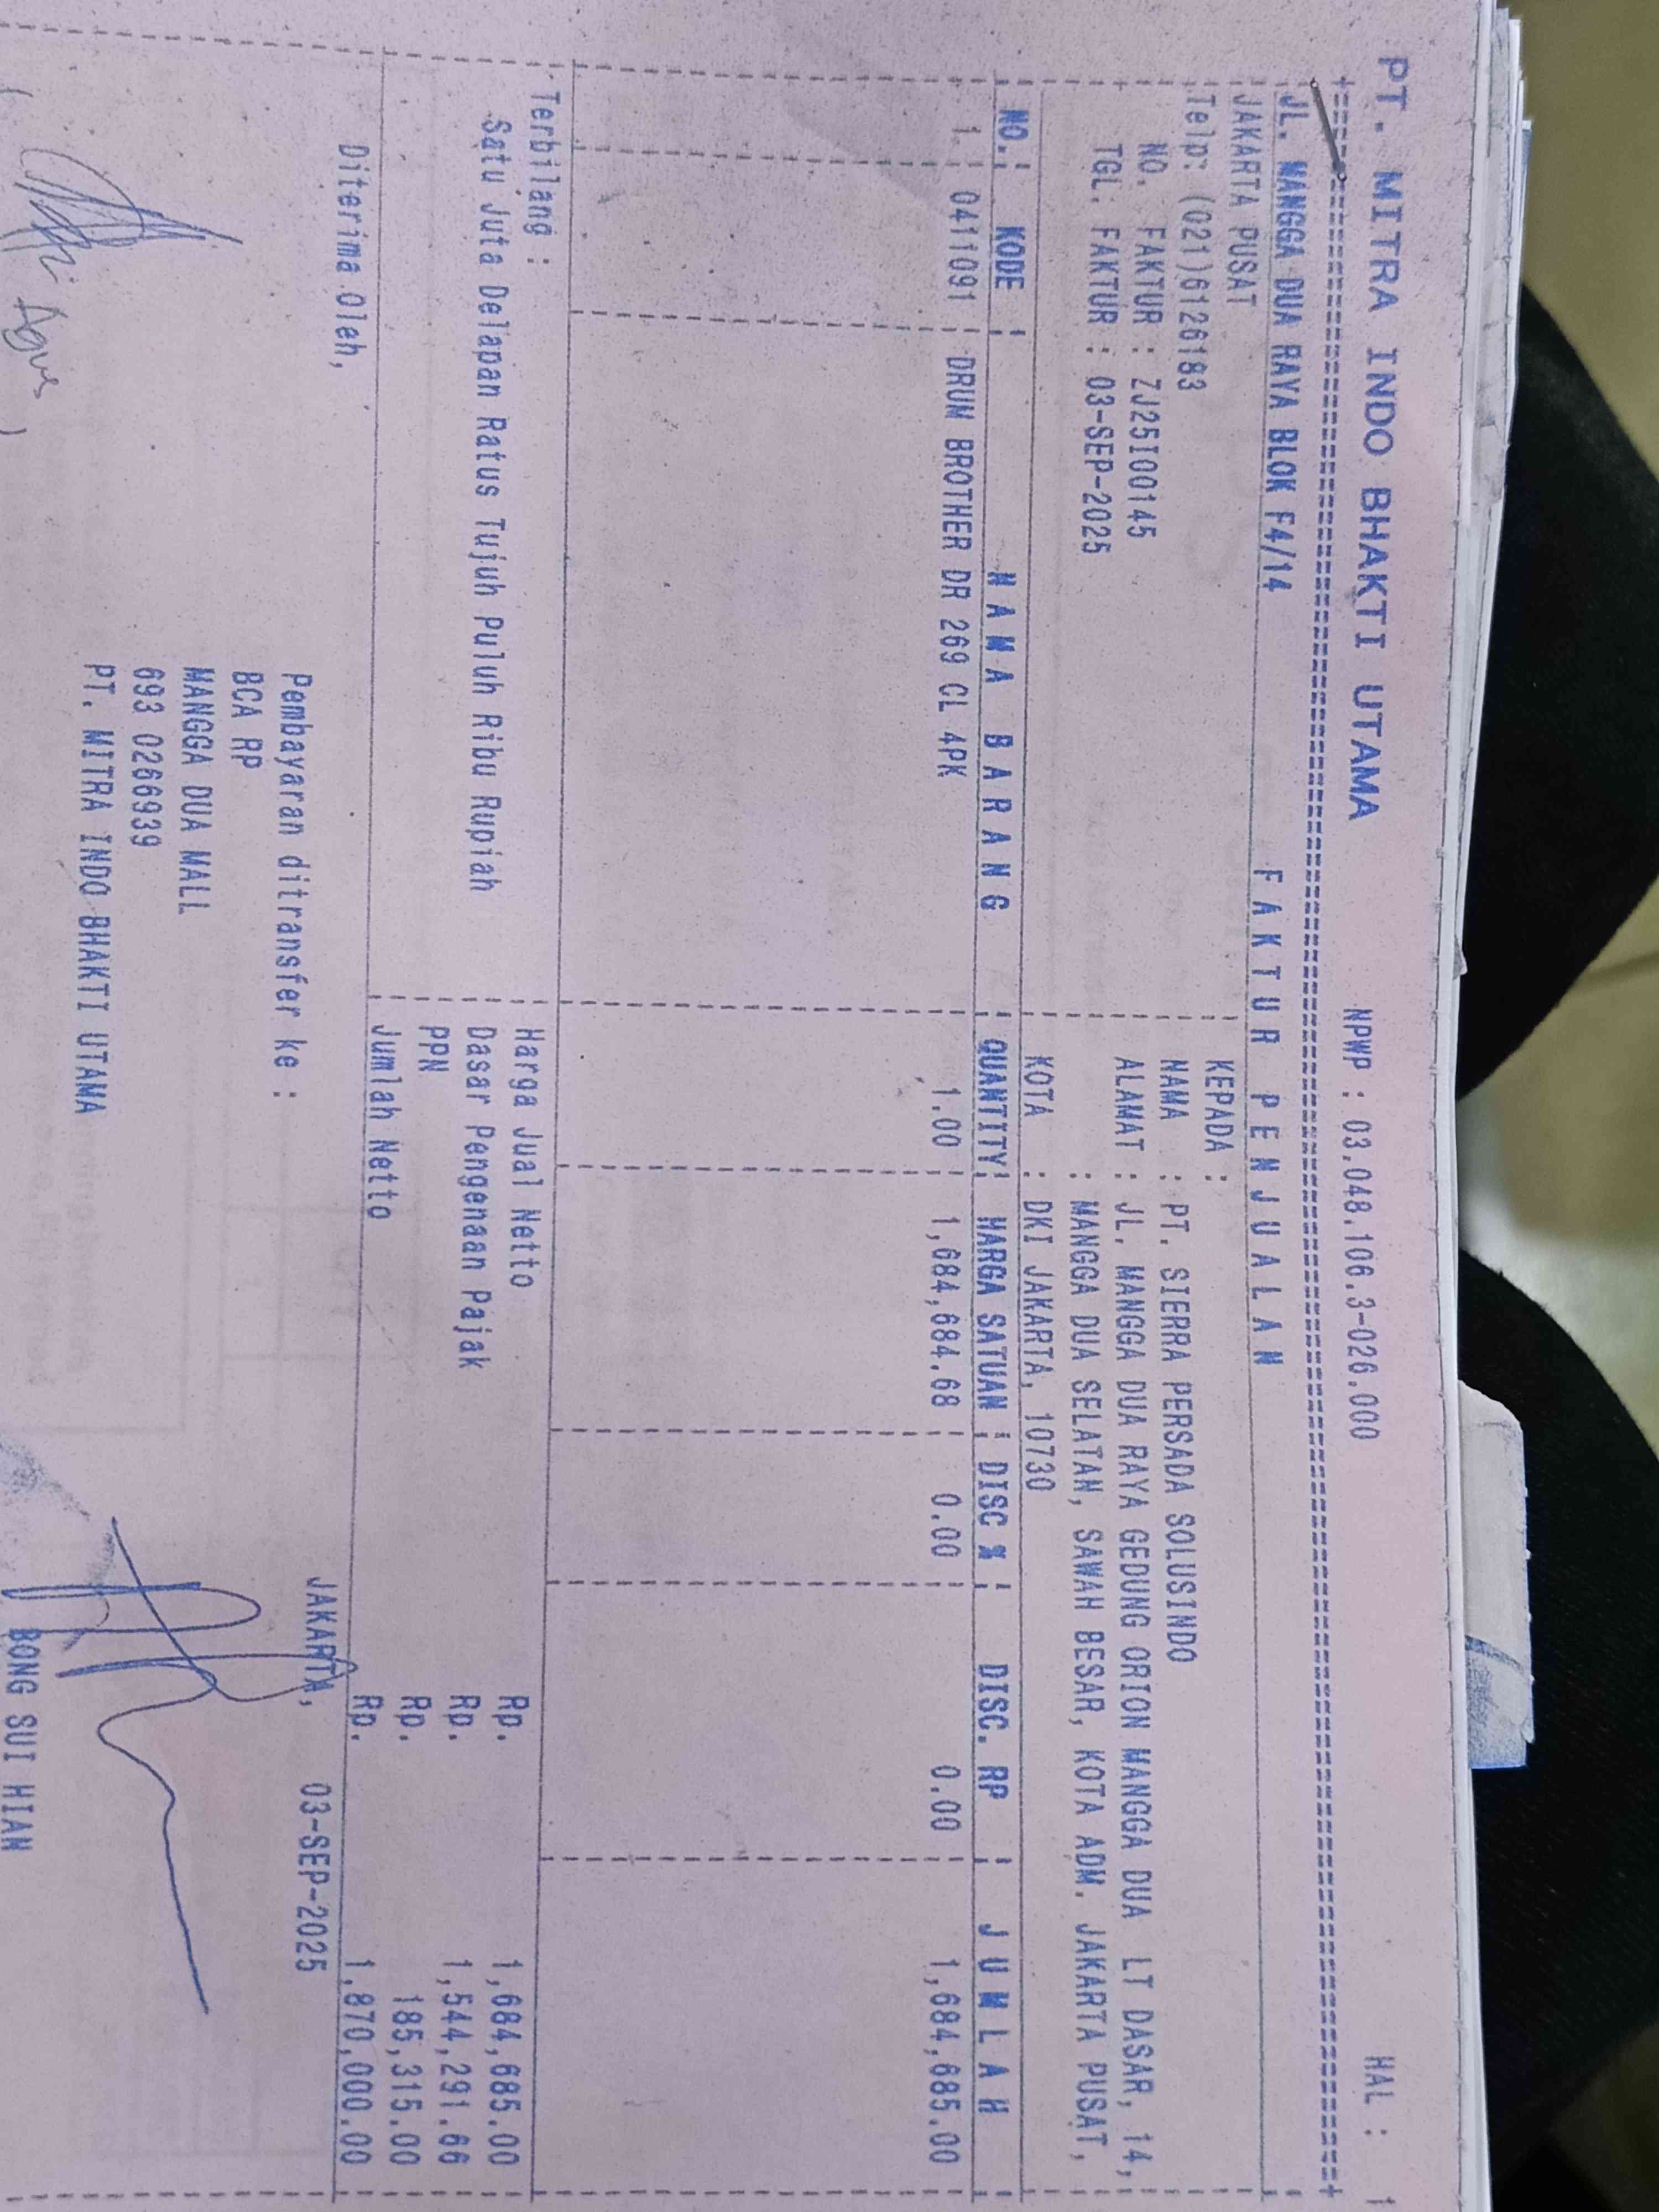 PT. MITRA INDO BHAKTI UTAMA NPWP : 03.048.106.3-026.000 HAL : 1
JL. MANGGA DUA RAYA BLOK F4/14 FAKTUR PENJUALAN
JAKARTA PUSAT KEPADA :
Telp: (021)6126183 NAMA : PT. SIERRA PERSADA SOLUSINDO
NO. FAKTUR : ZJ25I00145 ALAMAT : JL. MANGGA DUA RAYA GEDUNG ORION MANGGA DUA LT DASAR, 14,
TGL. FAKTUR : 03-SEP-2025 : MANGGA DUA SELATAN, SAWAH BESAR, KOTA ADM. JAKARTA PUSAT,
KOTA : DKI JAKARTA, 10730
NO. KODE NAMA BARANG QUANTITY HARGA SATUAN DISC % DISC. RP JUMLAH
1. 0411091 DRUM BROTHER DR 269 CL 4PK 1.00 1,684,684.68 0.00 0.00 1,684,685.00
Terbilang : Harga Jual Netto Rp. 1,684,685.00
Satu Juta Delapan Ratus Tujuh Puluh Ribu Rupiah Dasar Pengenaan Pajak Rp. 1,544,291.66
PPN Rp. 185,315.00
Jumlah Netto Rp. 1,870,000.00
Diterima Oleh, JAKARTA, 03-SEP-2025
Pembayaran ditransfer ke :
BCA RP
MANGGA DUA MALL
693 0266939
PT. MITRA INDO BHAKTI UTAMA
Agus BONG SUI HIAN